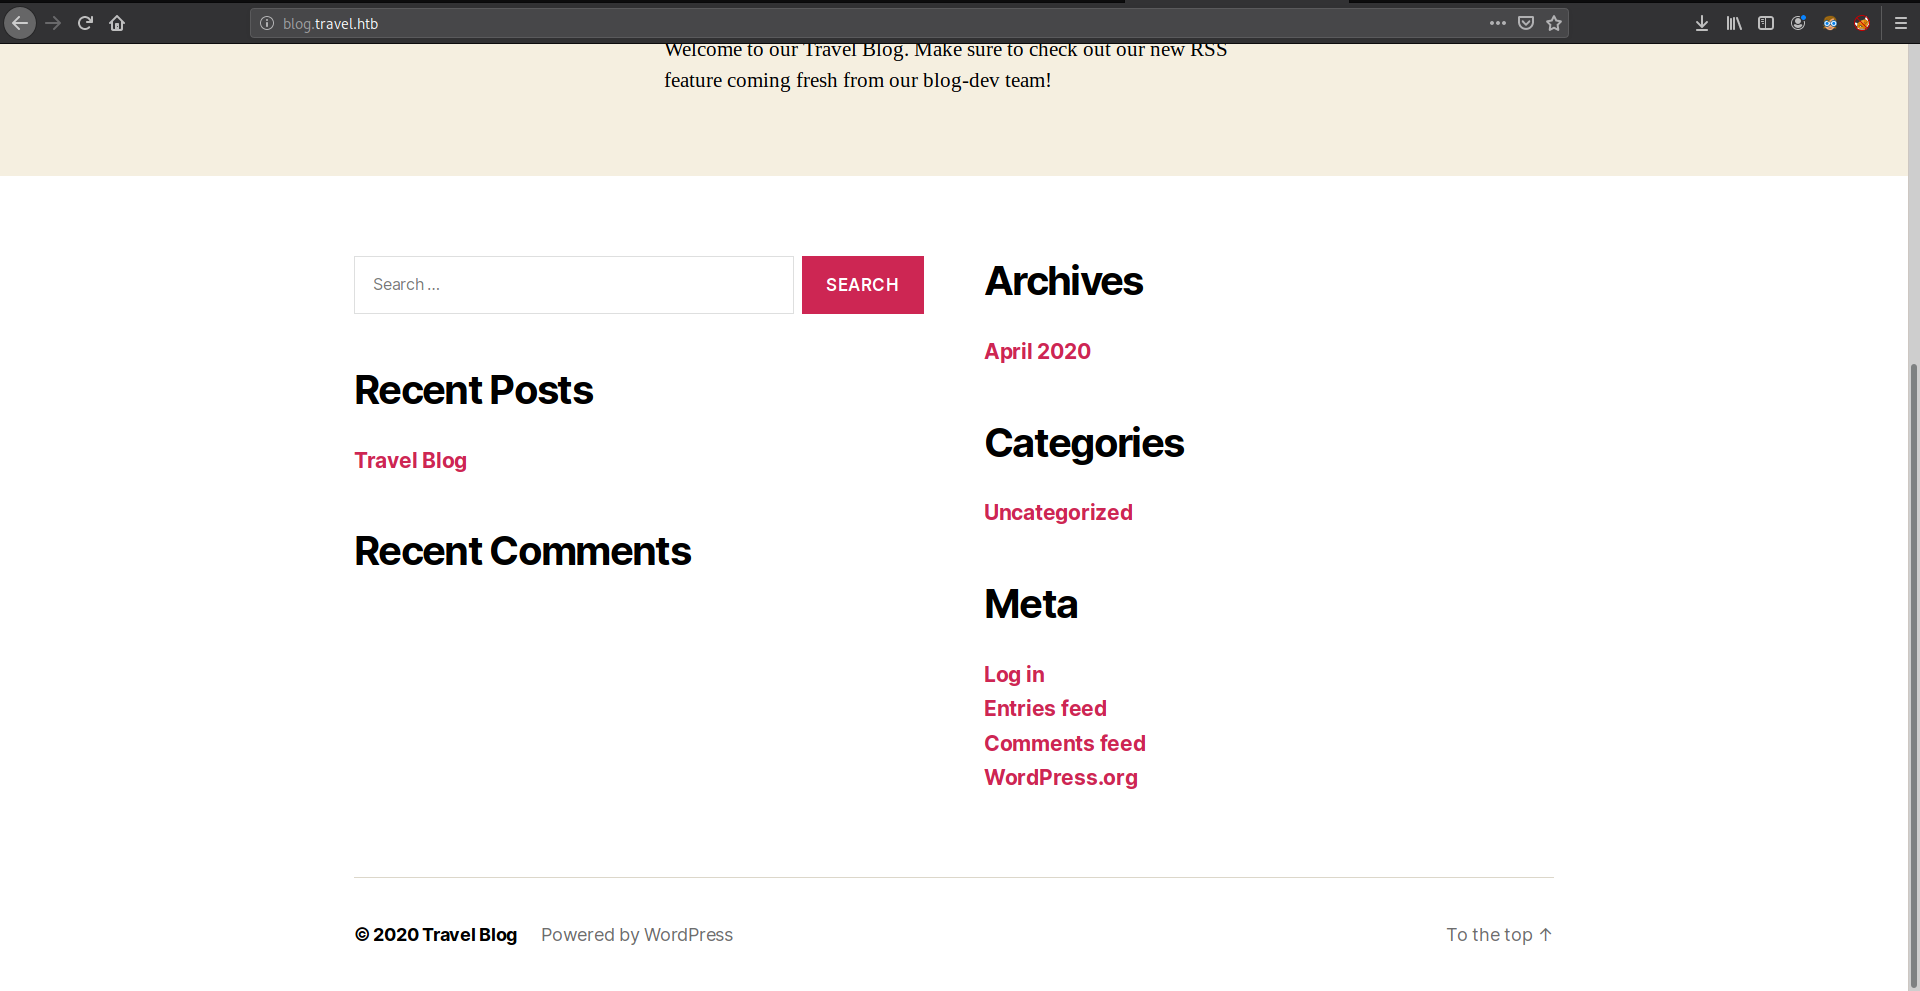 blog.travel.htb
Welcome to our Travel Blog. Make sure to check out our new RSS
feature coming fresh from our blog-dev team!
Search …
SEARCH
Recent Posts
Travel Blog
Recent Comments
Archives
April 2020
Categories
Uncategorized
Meta
Log in
Entries feed
Comments feed
WordPress.org
© 2020 Travel Blog
Powered by WordPress
To the top ↑